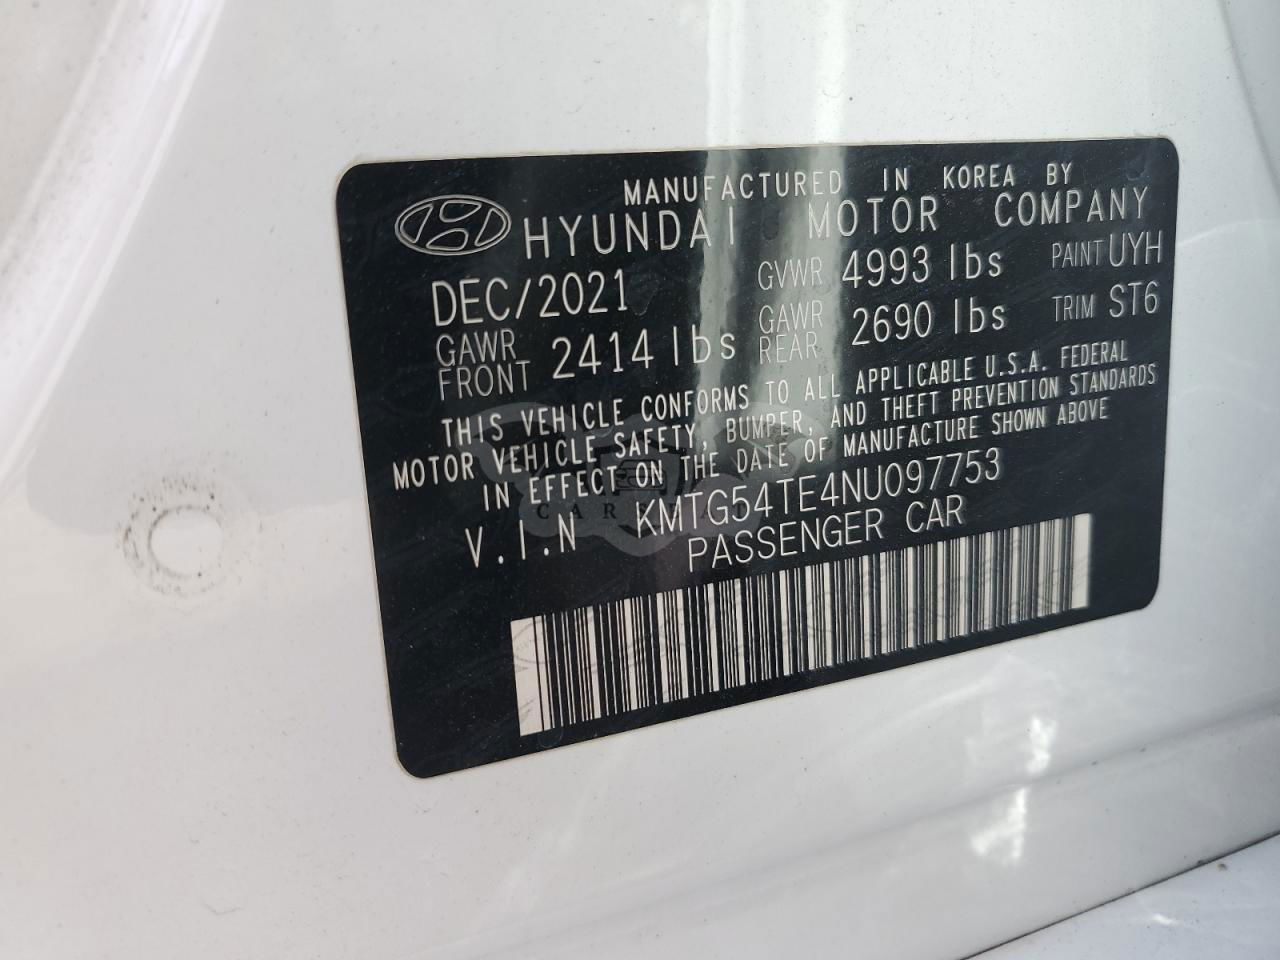 MANUFACTURED IN KOREA BY
HYUNDAI MOTOR COMPANY
DEC/2021 GVWR 4993 lbs PAINT UYH
GAWR FRONT 2414 lbs GAWR REAR 2690 lbs TRIM ST6
THIS VEHICLE CONFORMS TO ALL APPLICABLE U.S.A. FEDERAL
MOTOR VEHICLE SAFETY, BUMPER, AND THEFT PREVENTION STANDARDS
IN EFFECT ON THE DATE OF MANUFACTURE SHOWN ABOVE
V.I.N KMTG54TE4NU097753
PASSENGER CAR